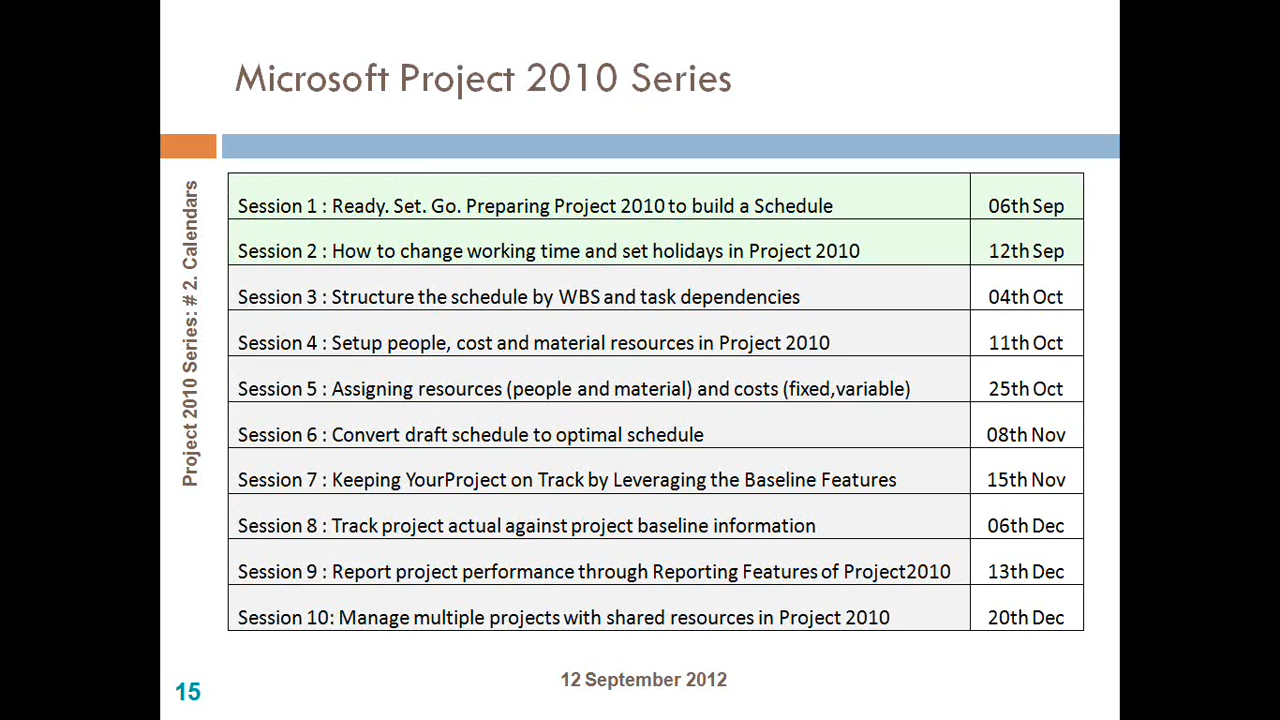 Microsoft Project 2010 Series
Project 2010 Series: # 2. Calendars
Session 1 : Ready. Set. Go. Preparing Project 2010 to build a Schedule 06th Sep
Session 2 : How to change working time and set holidays in Project 2010 12th Sep
Session 3 : Structure the schedule by WBS and task dependencies 04th Oct
Session 4 : Setup people, cost and material resources in Project 2010 11th Oct
Session 5 : Assigning resources (people and material) and costs (fixed,variable) 25th Oct
Session 6 : Convert draft schedule to optimal schedule 08th Nov
Session 7 : Keeping YourProject on Track by Leveraging the Baseline Features 15th Nov
Session 8 : Track project actual against project baseline information 06th Dec
Session 9 : Report project performance through Reporting Features of Project2010 13th Dec
Session 10: Manage multiple projects with shared resources in Project 2010 20th Dec
12 September 2012
15